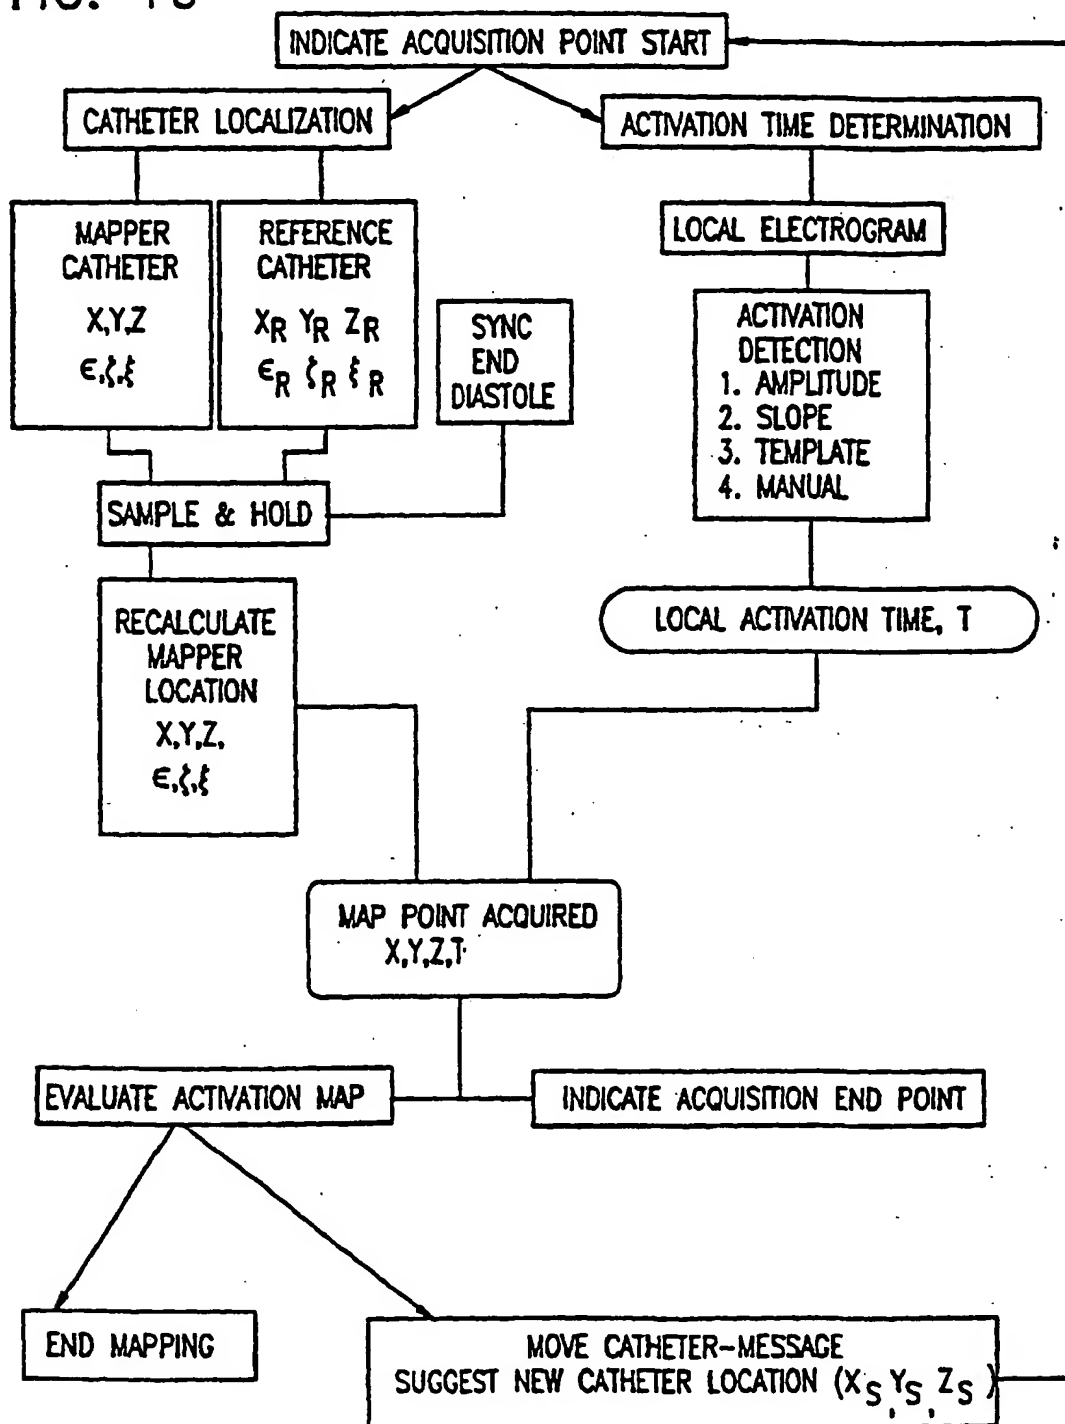 INDICATE ACQUISITION POINT START
CATHETER LOCALIZATION
ACTIVATION TIME DETERMINATION
MAPPER
CATHETER
X,Y,Z
ϵ,ζ,ξ
REFERENCE
CATHETER
XR YR ZR
ϵR ζR ξR
SYNC
END
DIASTOLE
LOCAL ELECTROGRAM
ACTIVATION
DETECTION
1. AMPLITUDE
2. SLOPE
3. TEMPLATE
4. MANUAL
SAMPLE & HOLD
RECALCULATE
MAPPER
LOCATION
X,Y,Z,
ϵ,ζ,ξ
LOCAL ACTIVATION TIME, T
MAP POINT ACQUIRED
X,Y,Z,T
EVALUATE ACTIVATION MAP
INDICATE ACQUISITION END POINT
END MAPPING
MOVE CATHETER-MESSAGE
SUGGEST NEW CATHETER LOCATION (XS,YS,ZS)